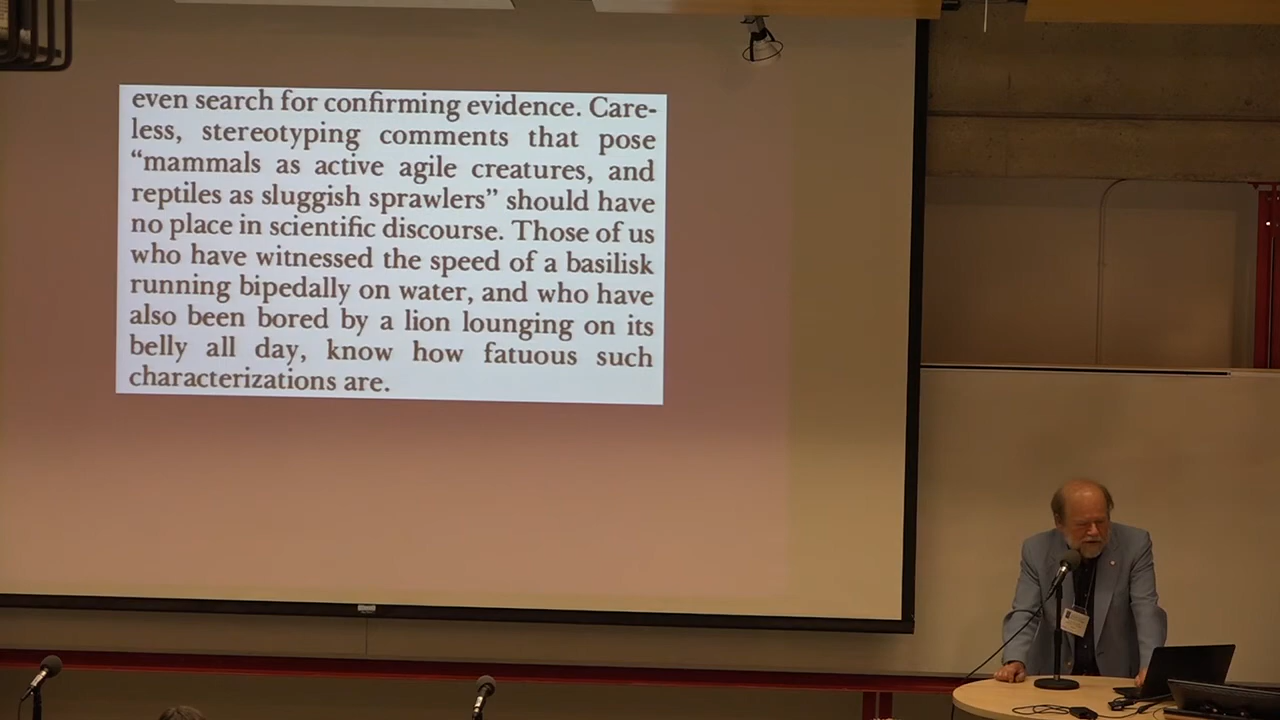 even search for confirming evidence. Care-
less, stereotyping comments that pose
“mammals as active agile creatures, and
reptiles as sluggish sprawlers” should have
no place in scientific discourse. Those of us
who have witnessed the speed of a basilisk
running bipedally on water, and who have
also been bored by a lion lounging on its
belly all day, know how fatuous such
characterizations are.